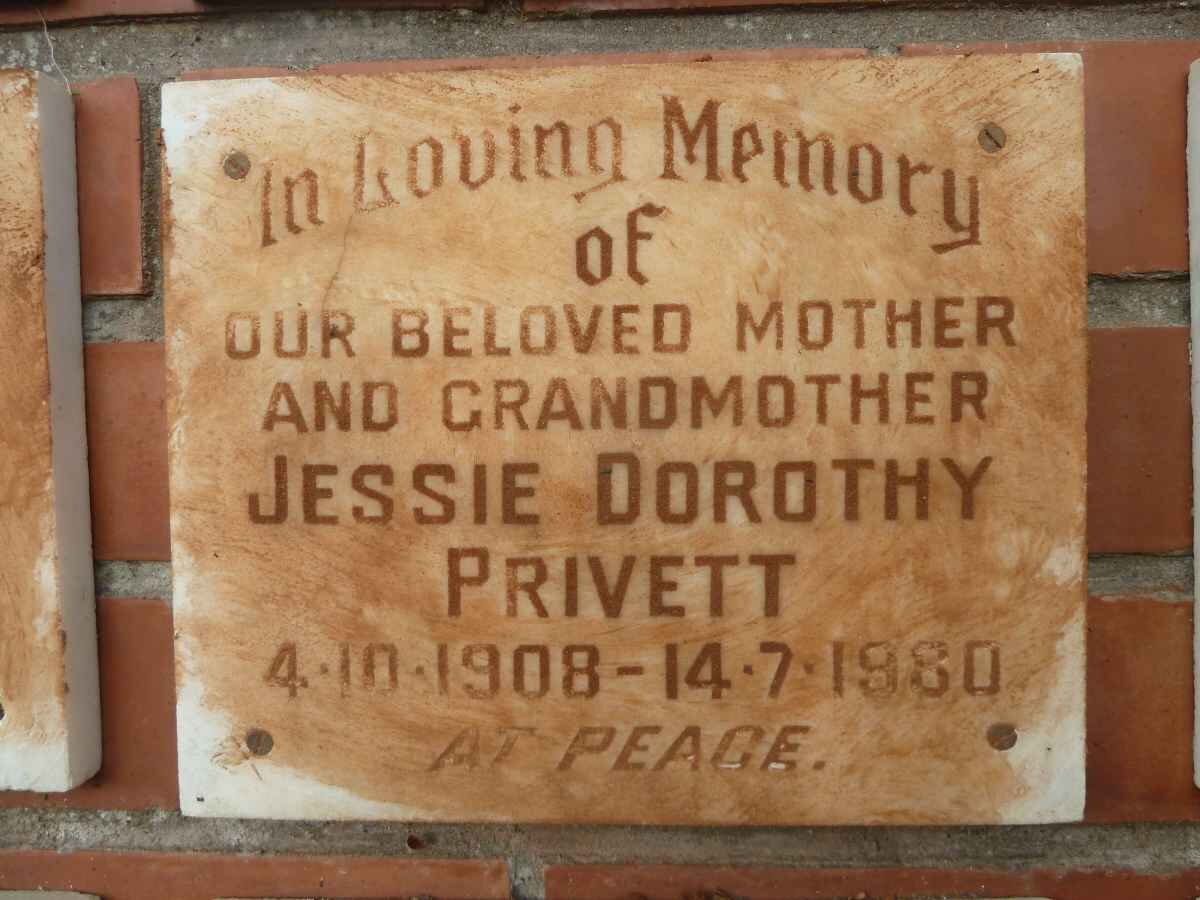 In Loving Memory
of
OUR BELOVED MOTHER
AND GRANDMOTHER
JESSIE DOROTHY
PRIVETT
4·10·1908-14·7·1980
AT PEACE.